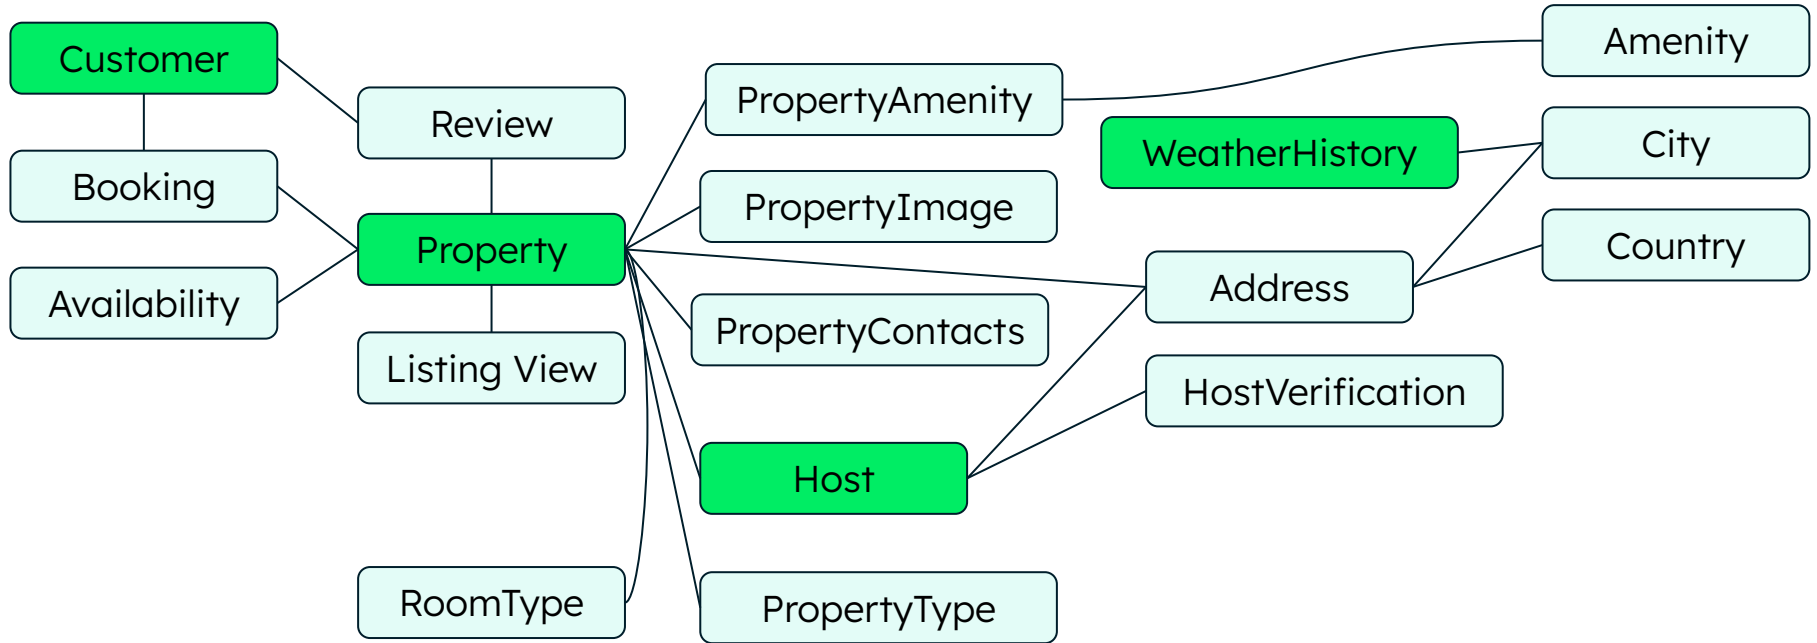 Customer
Review
Booking
Property
Availability
Listing View
RoomType
PropertyAmenity
PropertyImage
PropertyContacts
Host
PropertyType
WeatherHistory
Address
HostVerification
Amenity
City
Country